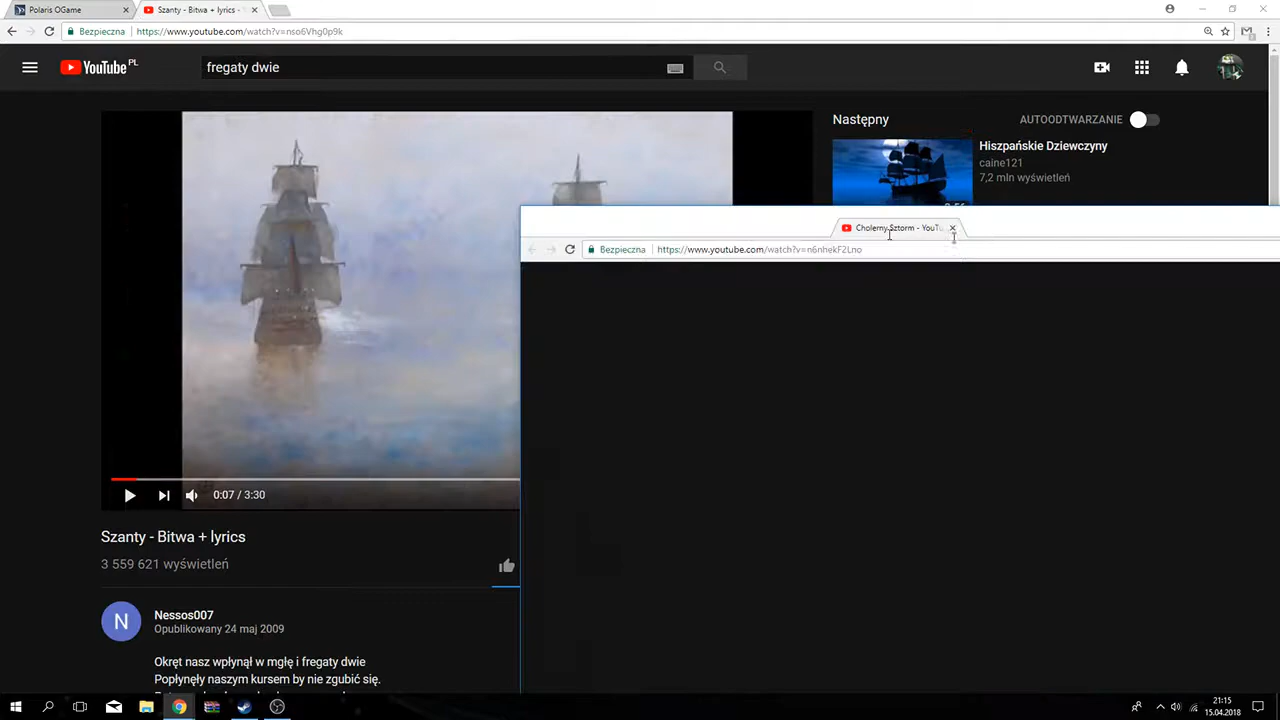 Polaris OGame
Szanty - Bitwa + lyrics -
Bezpieczna
https://www.youtube.com/watch?v=nso6Vhg0p9k
YouTube PL
fregaty dwie
Następny
AUTOODTWARZANIE
Hiszpańskie Dziewczyny
caine121
7,2 mln wyświetleń
Cholerny Sztorm - YouTu
Bezpieczna
https://www.youtube.com/watch?v=n6nhekF2Lno
0:07 / 3:30
Szanty - Bitwa + lyrics
3 559 621 wyświetleń
N
Nessos007
Opublikowany 24 maj 2009
Okręt nasz wpłynął w mgłę i fregaty dwie
Popłynęły naszym kursem by nie zgubić się.
21:15
15.04.2018